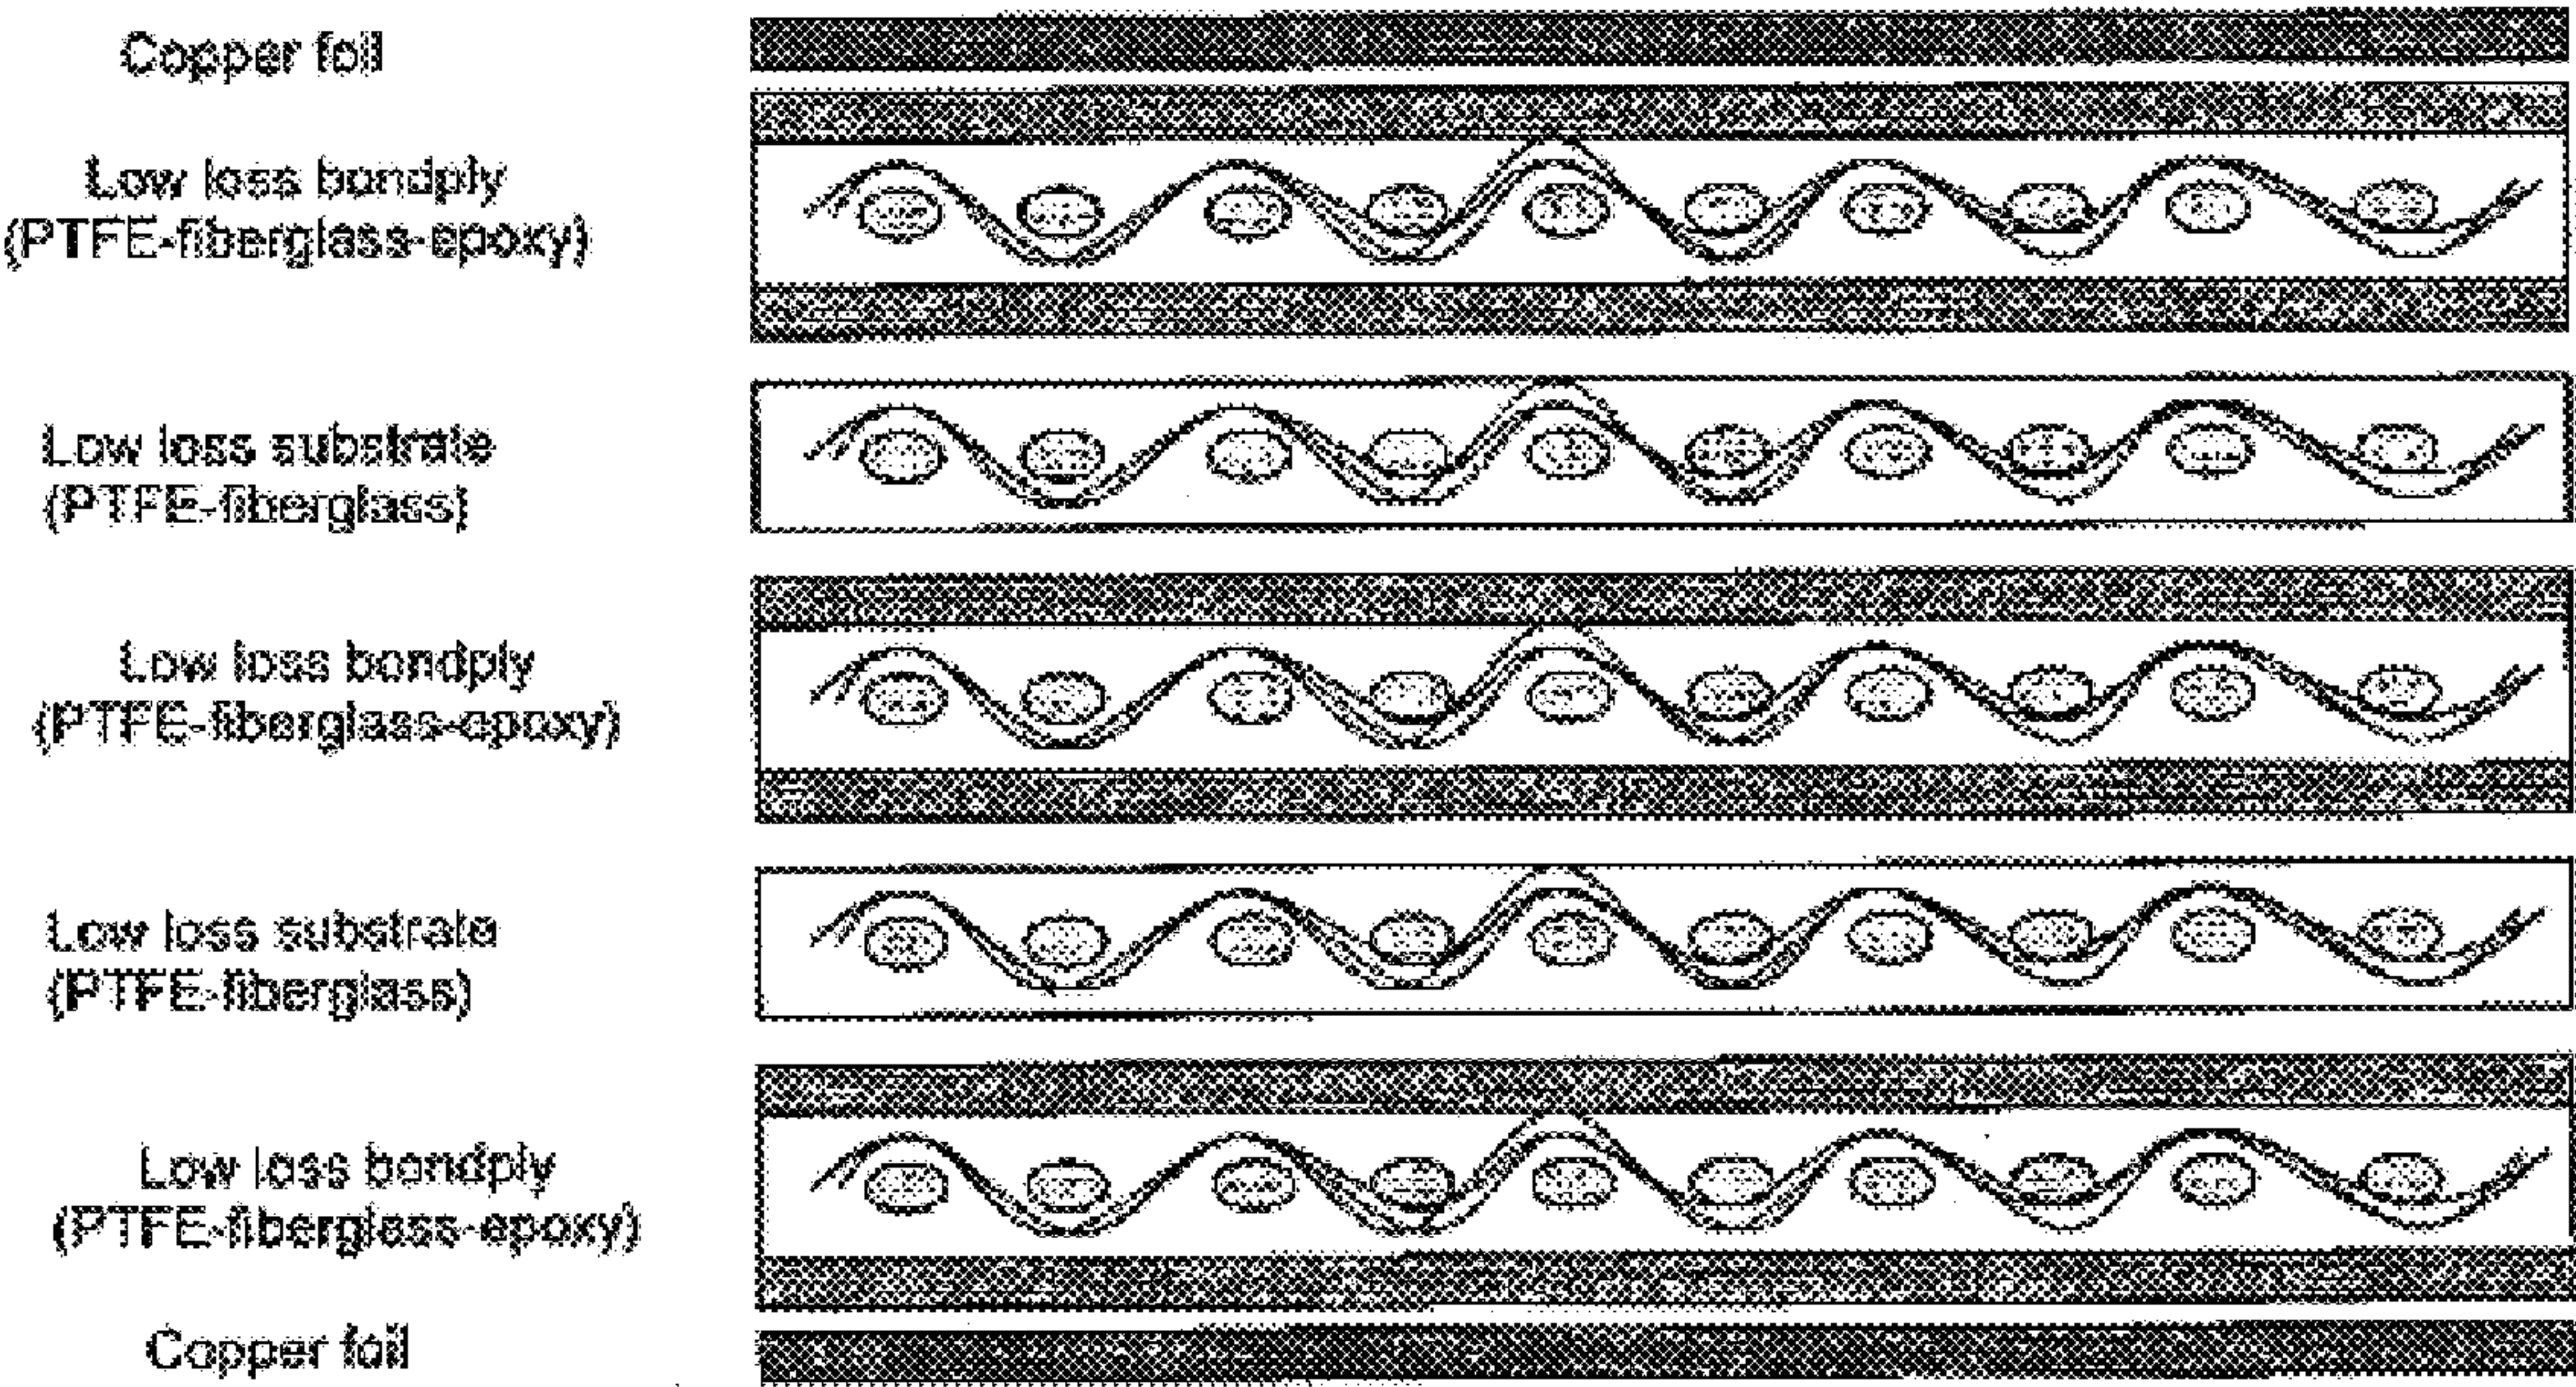 Copper foil
Low loss bondply
(PTFE-fiberglass-epoxy)
Low loss substrate
(PTFE-fiberglass)
Low loss bondply
(PTFE-fiberglass-epoxy)
Low loss substrate
(PTFE-fiberglass)
Low loss bondply
(PTFE-fiberglass-epoxy)
Copper foil